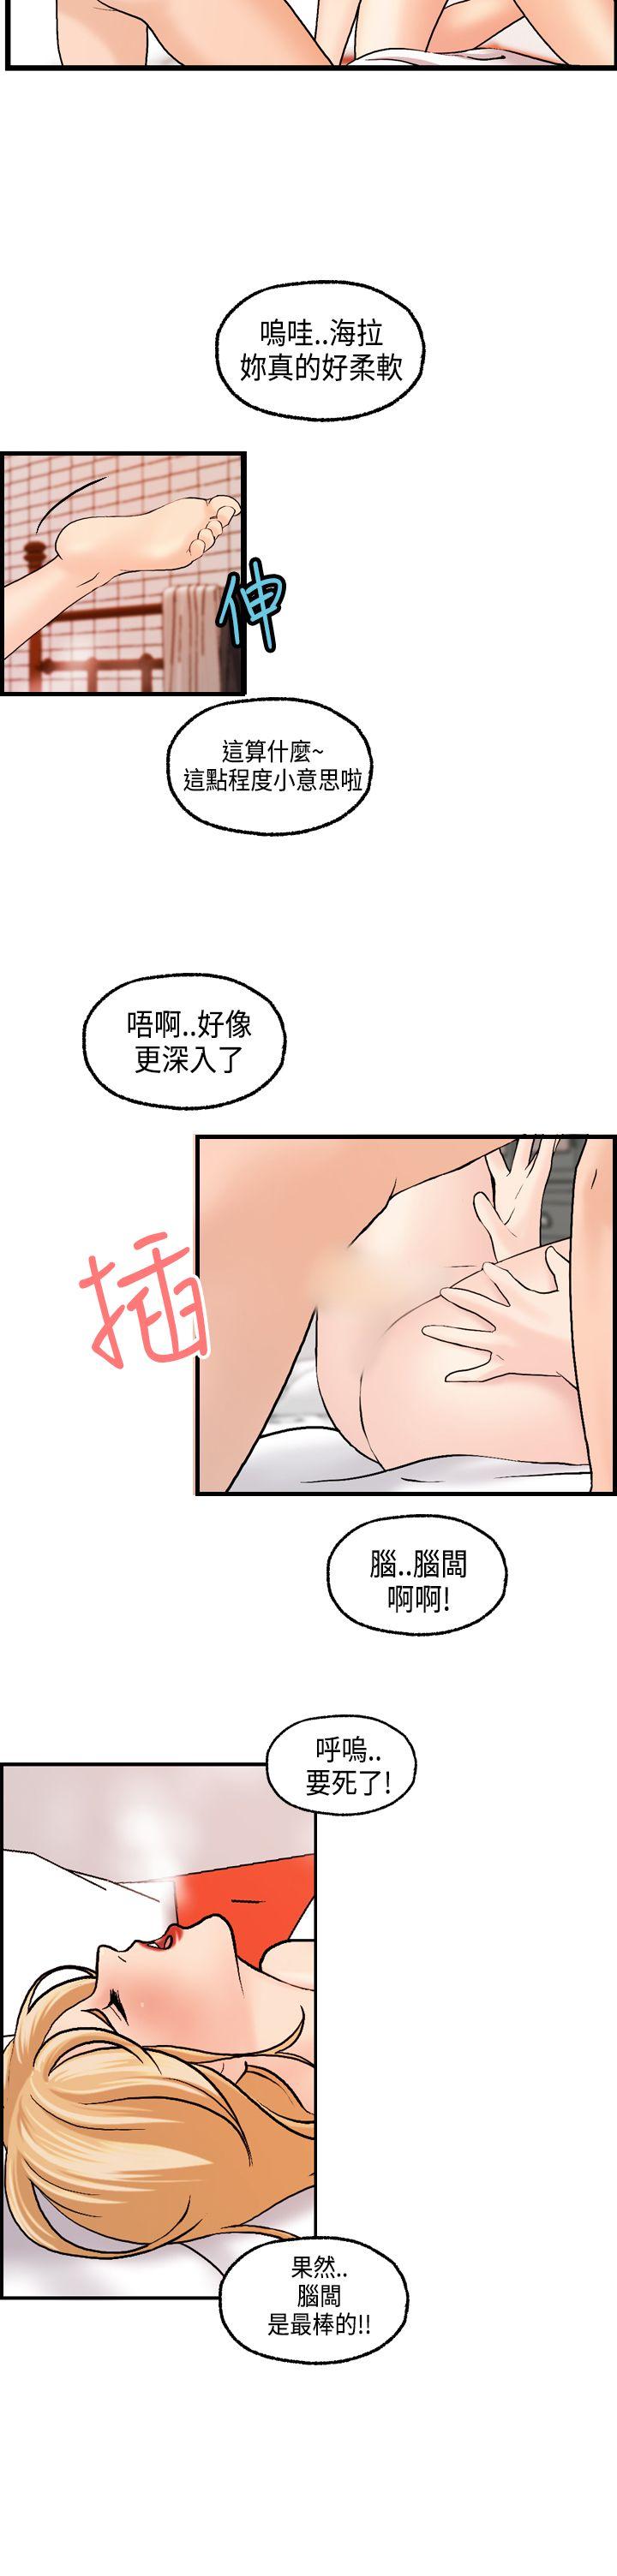 嗚哇..海拉
妳真的好柔軟
伸
這算什麼~
這點程度小意思啦
唔啊..好像
更深入了
插
腦..腦闆
啊啊!
呼嗚..
要死了!
果然..
腦闆
是最棒的!!